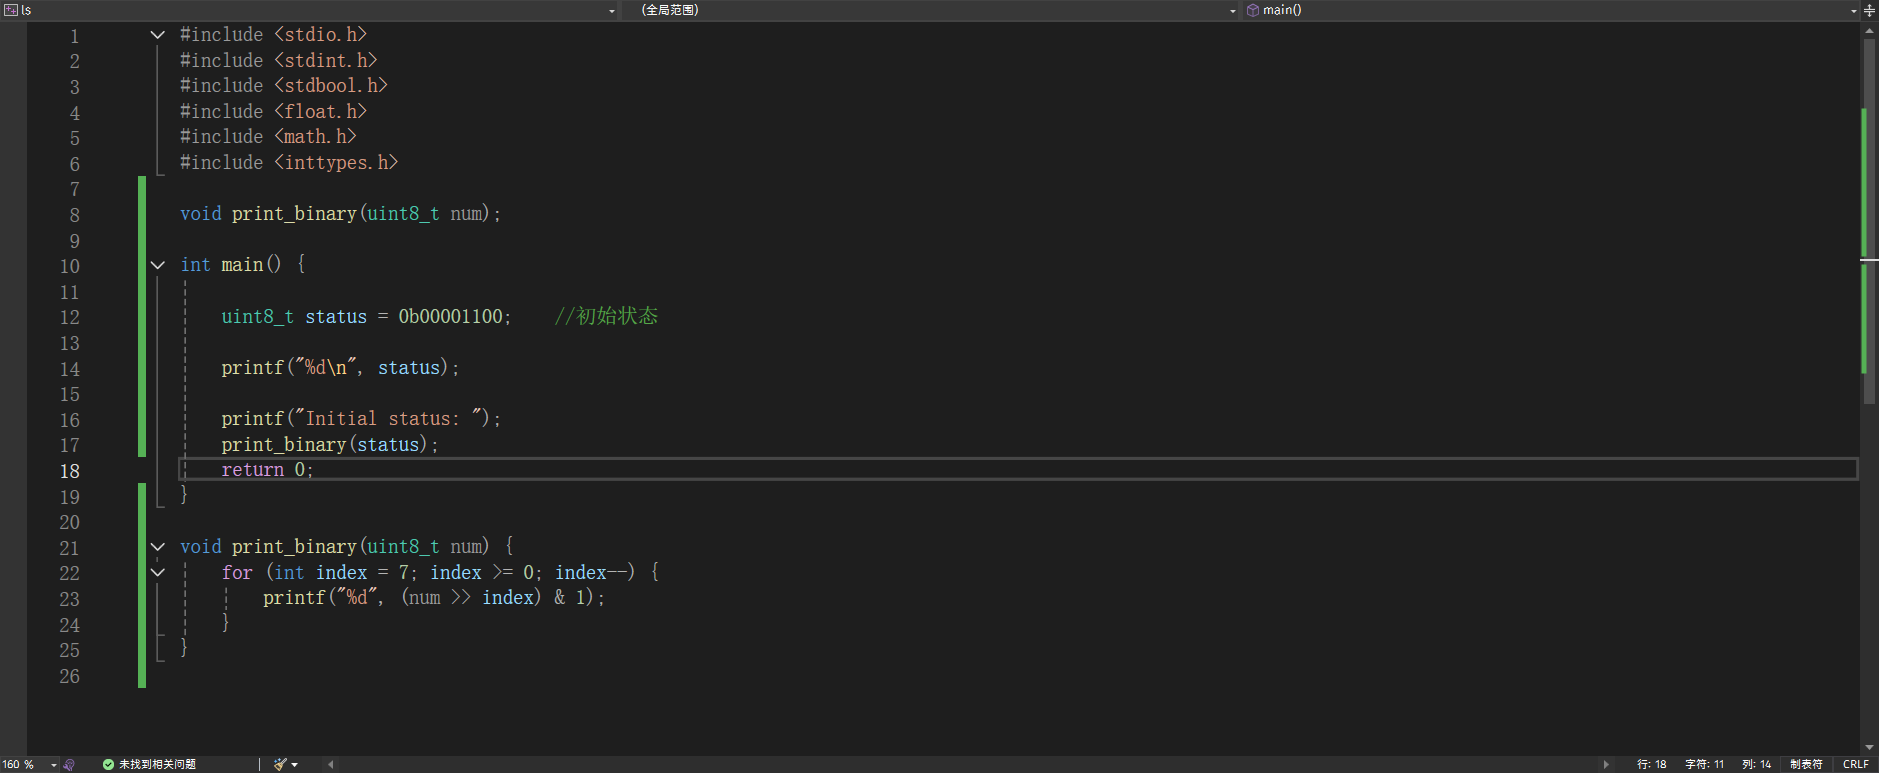 ls (全局范围) main()
1 #include <stdio.h>
2 #include <stdint.h>
3 #include <stdbool.h>
4 #include <float.h>
5 #include <math.h>
6 #include <inttypes.h>
7
8 void print_binary(uint8_t num);
9
10 int main() {
11
12 uint8_t status = 0b00001100; //初始状态
13
14 printf("%d\n", status);
15
16 printf("Initial status: ");
17 print_binary(status);
18 return 0;
19 }
20
21 void print_binary(uint8_t num) {
22 for (int index = 7; index >= 0; index--) {
23 printf("%d", (num >> index) & 1);
24 }
25 }
26
160 % 未找到相关问题 行: 18 字符: 11 列: 14 制表符 CRLF